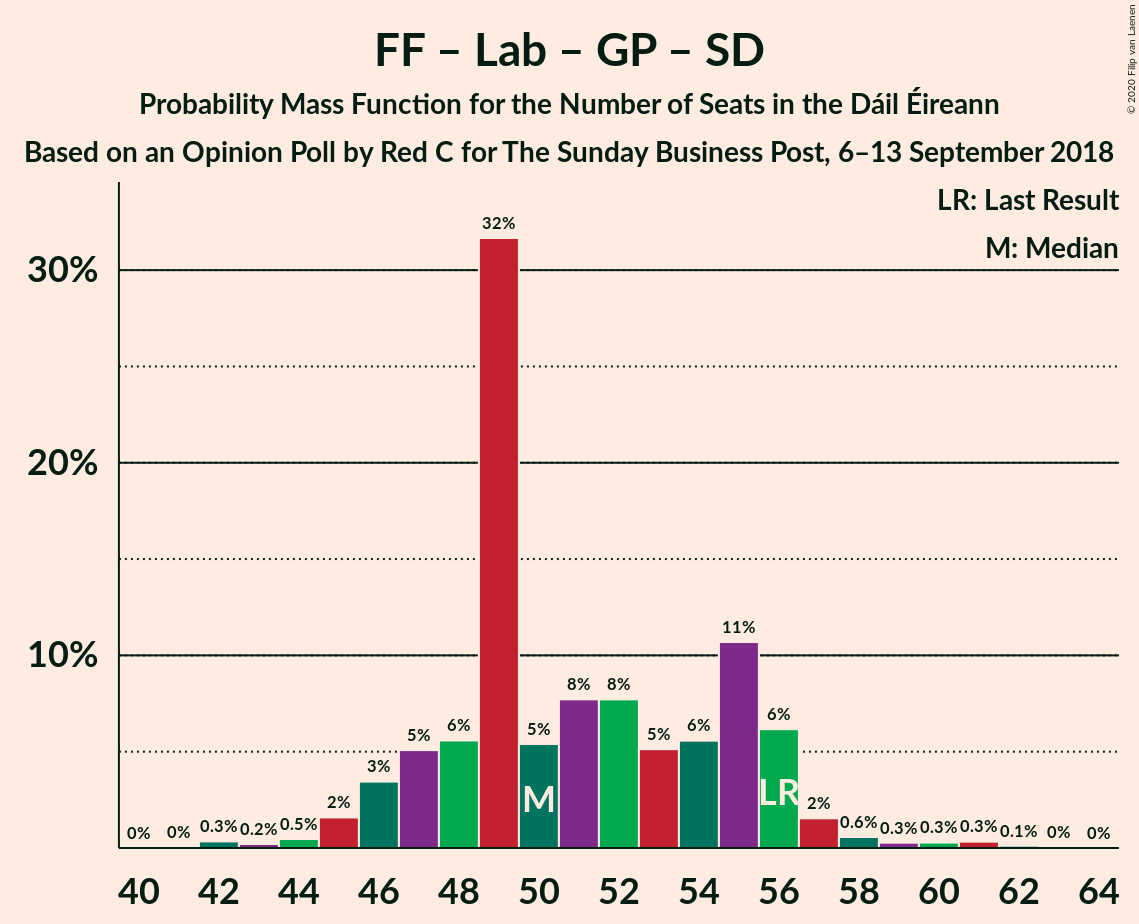 FF – Lab – GP – SD
Probability Mass Function for the Number of Seats in the Dáil Éireann
Based on an Opinion Poll by Red C for The Sunday Business Post, 6–13 September 2018
© 2020 Filip van Laenen
LR: Last Result
M: Median
30%
20%
10%
0% 0% 0.3% 0.2% 0.5% 2% 3% 5% 6% 32% 5% 8% 8% 5% 6% 11% 6% 2% 0.6% 0.3% 0.3% 0.3% 0.1% 0% 0%
M LR
40 42 44 46 48 50 52 54 56 58 60 62 64